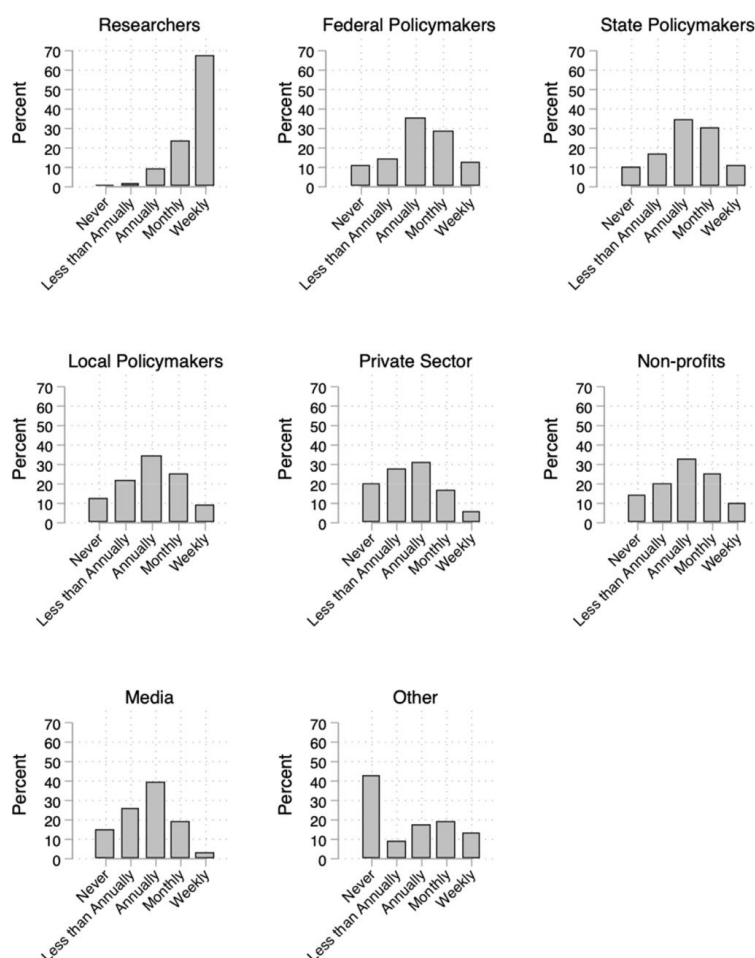 Researchers
Percent
70
60
50
40
30
20
10
0
Never
Less than Annually
Annually
Monthly
Weekly
Federal Policymakers
Percent
70
60
50
40
30
20
10
0
Never
Less than Annually
Annually
Monthly
Weekly
State Policymakers
Percent
70
60
50
40
30
20
10
0
Never
Less than Annually
Annually
Monthly
Weekly
Local Policymakers
Percent
70
60
50
40
30
20
10
0
Never
Less than Annually
Annually
Monthly
Weekly
Private Sector
Percent
70
60
50
40
30
20
10
0
Never
Less than Annually
Annually
Monthly
Weekly
Non-profits
Percent
70
60
50
40
30
20
10
0
Never
Less than Annually
Annually
Monthly
Weekly
Media
Percent
70
60
50
40
30
20
10
0
Never
Less than Annually
Annually
Monthly
Weekly
Other
Percent
70
60
50
40
30
20
10
0
Never
Less than Annually
Annually
Monthly
Weekly